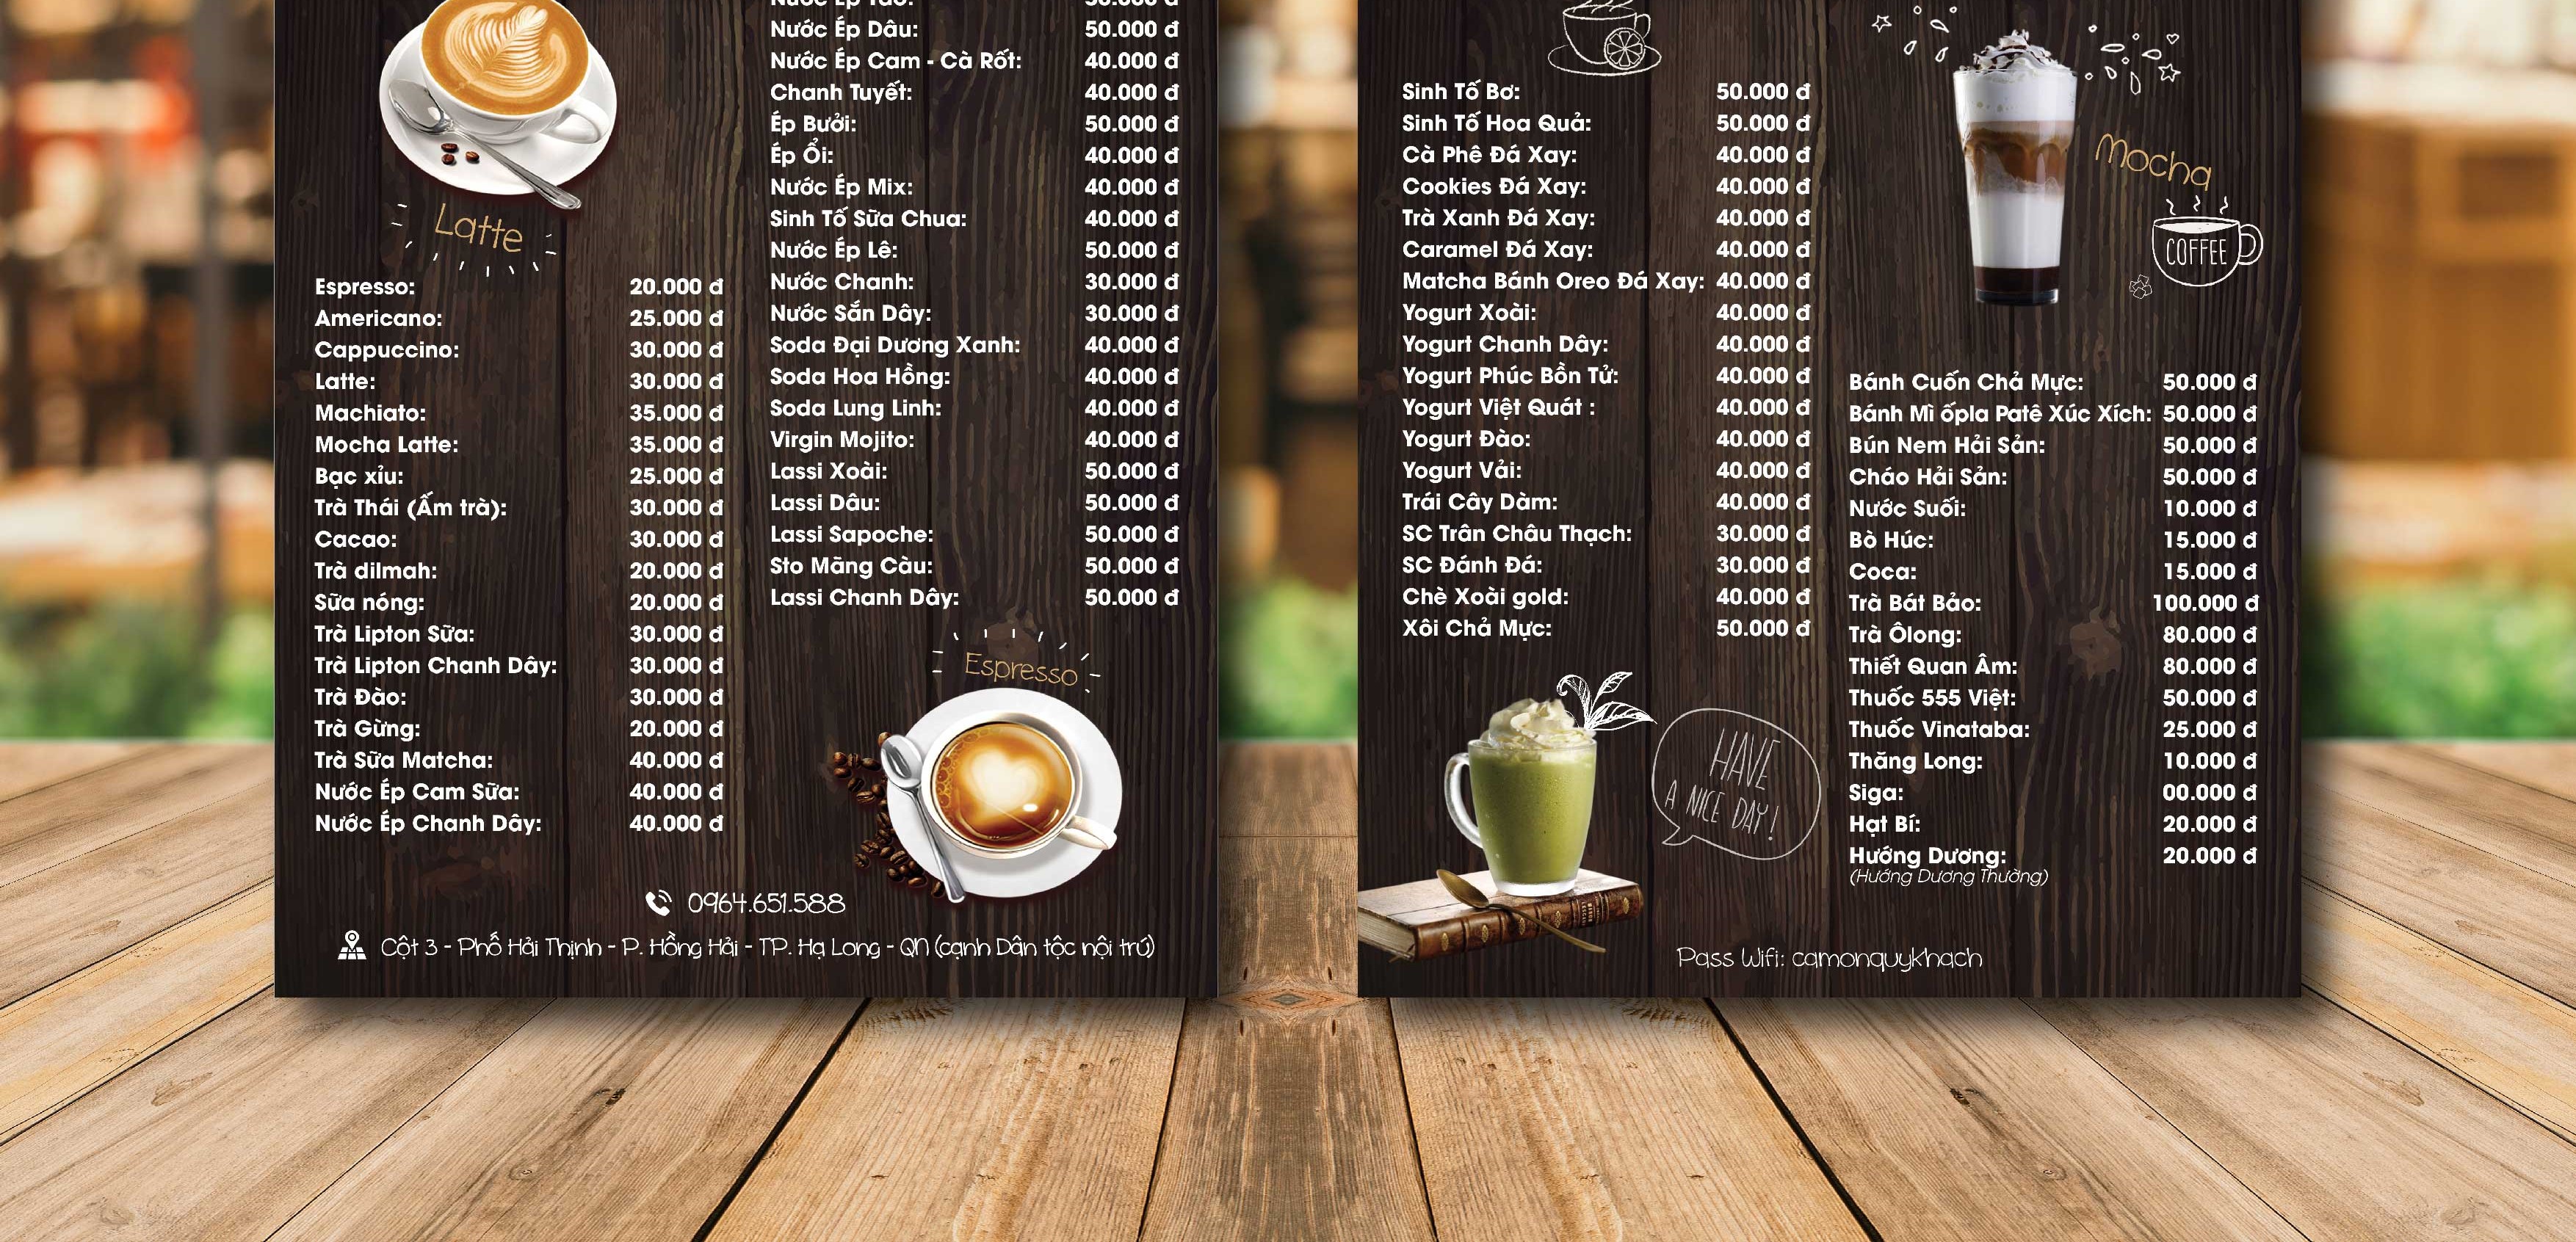 Latte
Espresso: 20.000 đ
Americano: 25.000 đ
Cappuccino: 30.000 đ
Latte: 30.000 đ
Machiato: 35.000 đ
Mocha Latte: 35.000 đ
Bạc xỉu: 25.000 đ
Trà Thái (Ấm trà): 30.000 đ
Cacao: 30.000 đ
Trà dilmah: 20.000 đ
Sữa nóng: 20.000 đ
Trà Lipton Sữa: 30.000 đ
Trà Lipton Chanh Dây: 30.000 đ
Trà Đào: 30.000 đ
Trà Gừng: 20.000 đ
Trà Sữa Matcha: 40.000 đ
Nước Ép Cam Sữa: 40.000 đ
Nước Ép Chanh Dây: 40.000 đ
Nước Ép Dâu: 50.000 đ
Nước Ép Cam - Cà Rốt: 40.000 đ
Chanh Tuyết: 40.000 đ
Ép Bưởi: 50.000 đ
Ép Ổi: 40.000 đ
Nước Ép Mix: 40.000 đ
Sinh Tố Sữa Chua: 40.000 đ
Nước Ép Lê: 50.000 đ
Nước Chanh: 30.000 đ
Nước Sắn Dây: 30.000 đ
Soda Đại Dương Xanh: 40.000 đ
Soda Hoa Hồng: 40.000 đ
Soda Lung Linh: 40.000 đ
Virgin Mojito: 40.000 đ
Lassi Xoài: 50.000 đ
Lassi Dâu: 50.000 đ
Lassi Sapoche: 50.000 đ
Sto Mãng Càu: 50.000 đ
Lassi Chanh Dây: 50.000 đ
Espresso
0964.651.588
Cột 3 - Phố Hải Thịnh - P. Hồng Hải - TP. Hạ Long - QN (cạnh Dân tộc nội trú)
Sinh Tố Bơ: 50.000 đ
Sinh Tố Hoa Quả: 50.000 đ
Cà Phê Đá Xay: 40.000 đ
Cookies Đá Xay: 40.000 đ
Trà Xanh Đá Xay: 40.000 đ
Caramel Đá Xay: 40.000 đ
Matcha Bánh Oreo Đá Xay: 40.000 đ
Yogurt Xoài: 40.000 đ
Yogurt Chanh Dây: 40.000 đ
Yogurt Phúc Bồn Tử: 40.000 đ
Yogurt Việt Quát : 40.000 đ
Yogurt Đào: 40.000 đ
Yogurt Vải: 40.000 đ
Trái Cây Dàm: 40.000 đ
SC Trân Châu Thạch: 30.000 đ
SC Đánh Đá: 30.000 đ
Chè Xoài gold: 40.000 đ
Xôi Chả Mực: 50.000 đ
HAVE
A NICE DAY!
Mocha
COFFEE
Bánh Cuốn Chả Mực: 50.000 đ
Bánh Mì ốpla Patê Xúc Xích: 50.000 đ
Bún Nem Hải Sản: 50.000 đ
Cháo Hải Sản: 50.000 đ
Nước Suối: 10.000 đ
Bò Húc: 15.000 đ
Coca: 15.000 đ
Trà Bát Bảo: 100.000 đ
Trà Ôlong: 80.000 đ
Thiết Quan Âm: 80.000 đ
Thuốc 555 Việt: 50.000 đ
Thuốc Vinataba: 25.000 đ
Thăng Long: 10.000 đ
Siga: 00.000 đ
Hạt Bí: 20.000 đ
Hướng Dương: 20.000 đ
(Hướng Dương Thường)
Pass Wifi: camonquykhach